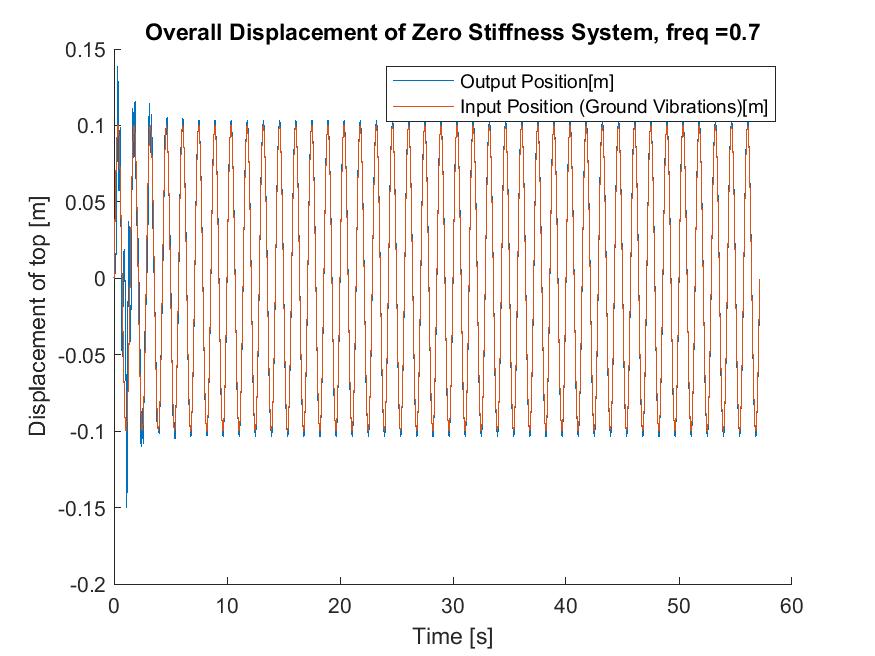 Overall Displacement of Zero Stiffness System, freq =0.7
Output Position[m]
Input Position (Ground Vibrations)[m]
Displacement of top [m]
0.15
0.1
0.05
0
-0.05
-0.1
-0.15
-0.2
0 10 20 30 40 50 60
Time [s]